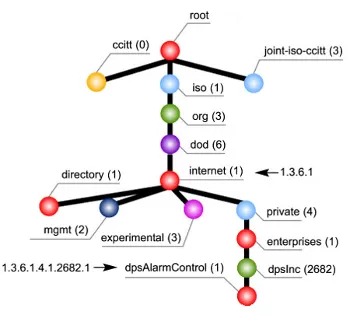 root
ccitt (0)
joint-iso-ccitt (3)
iso (1)
org (3)
dod (6)
directory (1)
internet (1)
1.3.6.1
mgmt (2)
experimental (3)
private (4)
enterprises (1)
1.3.6.1.4.1.2682.1
dpsAlarmControl (1)
dpsInc (2682)